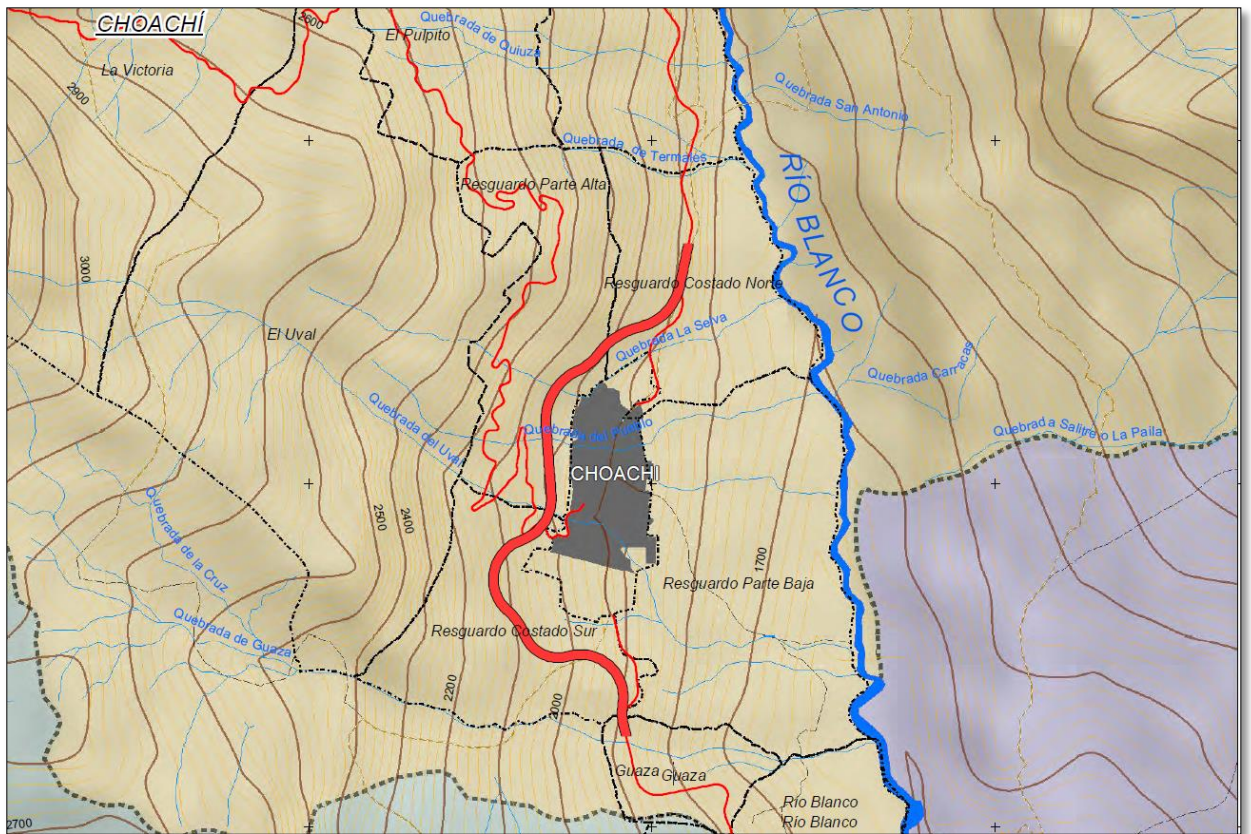 CHOACHÍ
2600
El Pulpito
Quebrada de Quiuza
La Victoria
2900
Quebrada San Antonio
Quebrada de Termales
Resguardo Parte Alta
RÍO BLANCO
3000
Resguardo Costado Norte
El Uval
Quebrada La Selva
Quebrada Carracas
Quebrada del Uval
Quebrada del Pueblo
Quebrada Salitre o La Paila
CHOACHI
2500
2400
Quebrada de la Cruz
1700
Resguardo Parte Baja
Quebrada de Guaza
Resguardo Costado Sur
2200
2000
Guaza
Guaza
Río Blanco
Río Blanco
2700